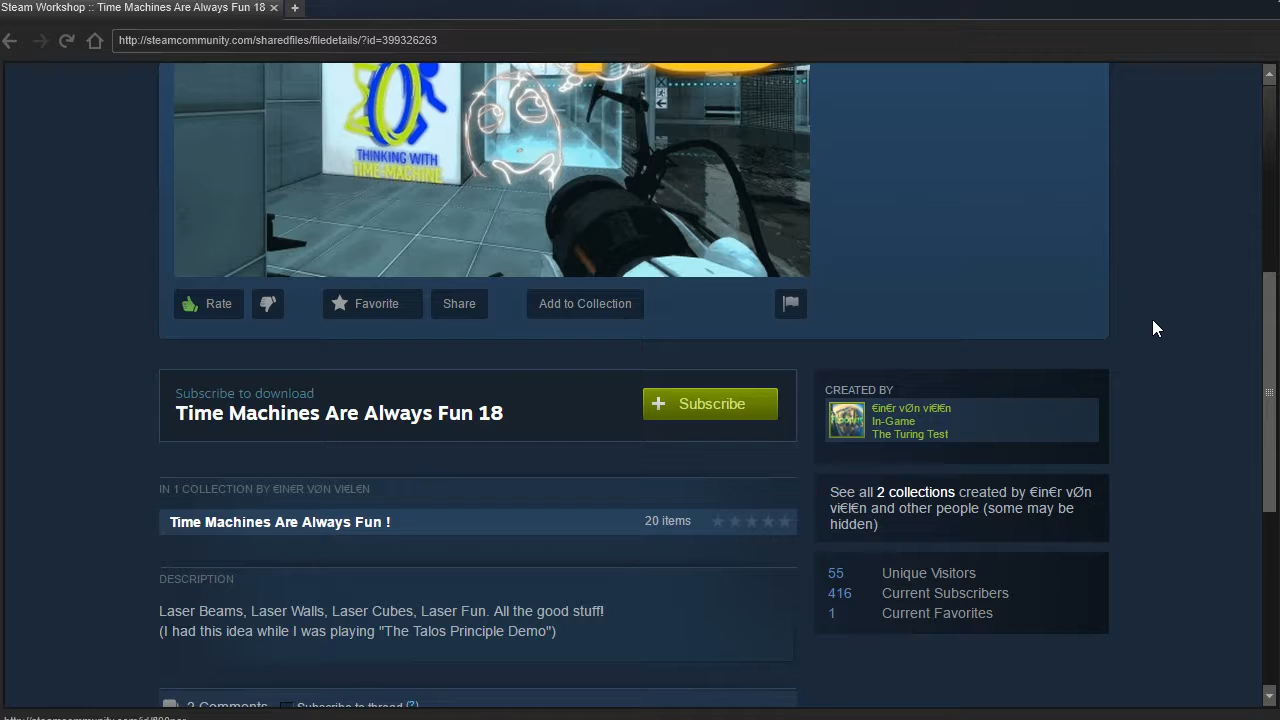 Steam Workshop :: Time Machines Are Always Fun 18
http://steamcommunity.com/sharedfiles/filedetails/?id=399326263
THINKING WITH
TIME MACHINE
Rate
Favorite
Share
Add to Collection
Subscribe to download
Time Machines Are Always Fun 18
Subscribe
CREATED BY
€in€r vØn vi€l€n
In-Game
The Turing Test
IN 1 COLLECTION BY €IN€R VØN VI€L€N
Time Machines Are Always Fun !
20 items
See all 2 collections created by €in€r vØn
vi€l€n and other people (some may be
hidden)
DESCRIPTION
55 Unique Visitors
416 Current Subscribers
1 Current Favorites
Laser Beams, Laser Walls, Laser Cubes, Laser Fun. All the good stuff!
(I had this idea while I was playing "The Talos Principle Demo")
2 Comments
Subscribe to thread (?)